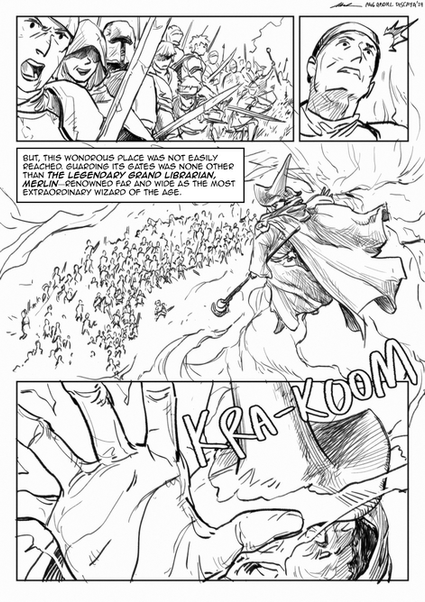 BUT, THIS WONDROUS PLACE WAS NOT EASILY
REACHED. GUARDING ITS GATES WAS NONE OTHER
THAN THE LEGENDARY GRAND LIBRARIAN,
MERLIN—RENOWNED FAR AND WIDE AS THE MOST
EXTRAORDINARY WIZARD OF THE AGE.
KRA-KOOM